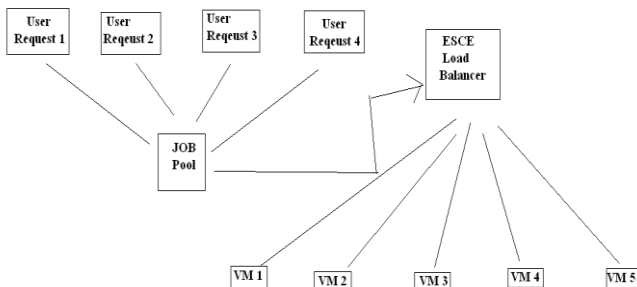 User
Request 1
User
Reqeust 2
User
Reqeust 3
User
Reqeust 4
ESCE
Load
Balancer
JOB
Pool
VM 1
VM 2
VM 3
VM 4
VM 5